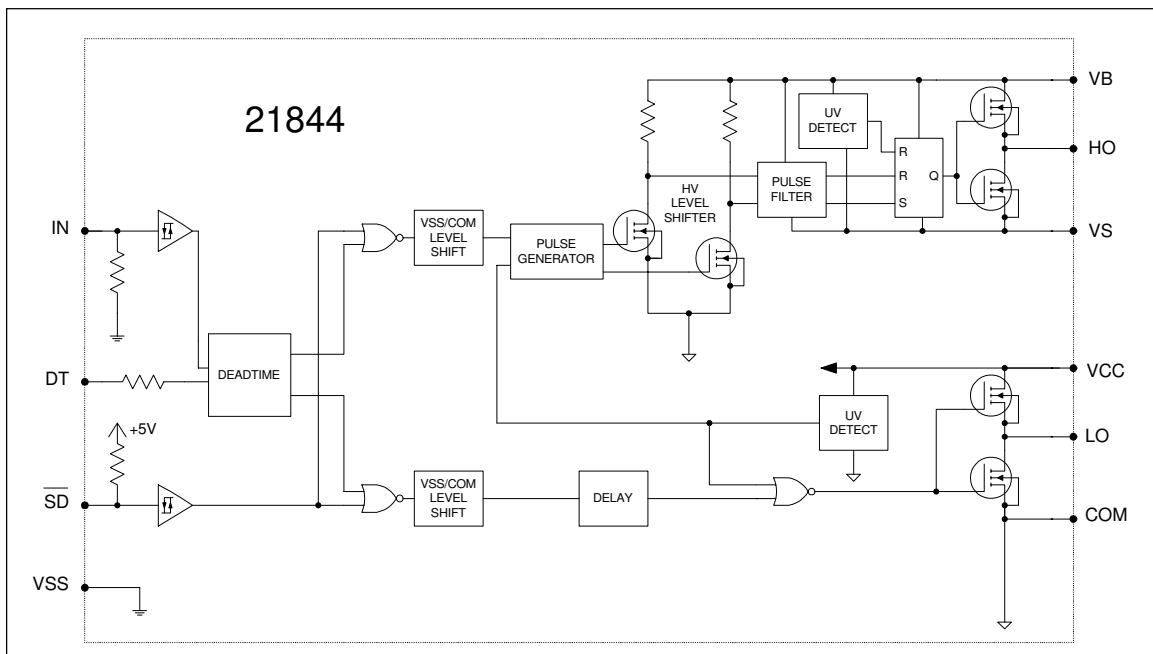 21844
VB
UV
DETECT
R
R
S
Q
HO
PULSE
FILTER
HV
LEVEL
SHIFTER
VS
IN
VSS/COM
LEVEL
SHIFT
PULSE
GENERATOR
DEADTIME
DT
VCC
UV
DETECT
LO
+5V
SD
VSS/COM
LEVEL
SHIFT
DELAY
COM
VSS